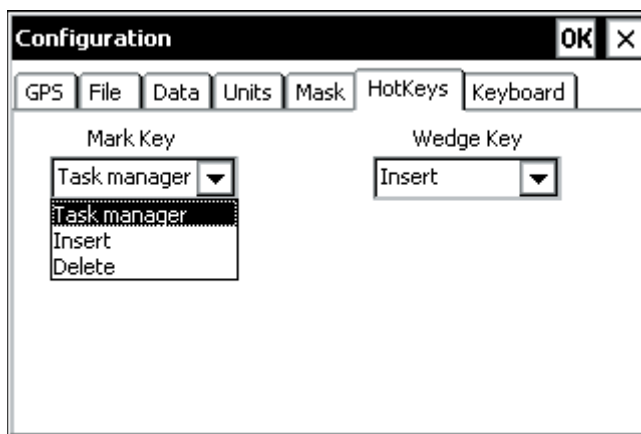 Configuration OK ×
GPS File Data Units Mask HotKeys Keyboard
Mark Key Wedge Key
Task manager Insert
Task manager
Insert
Delete